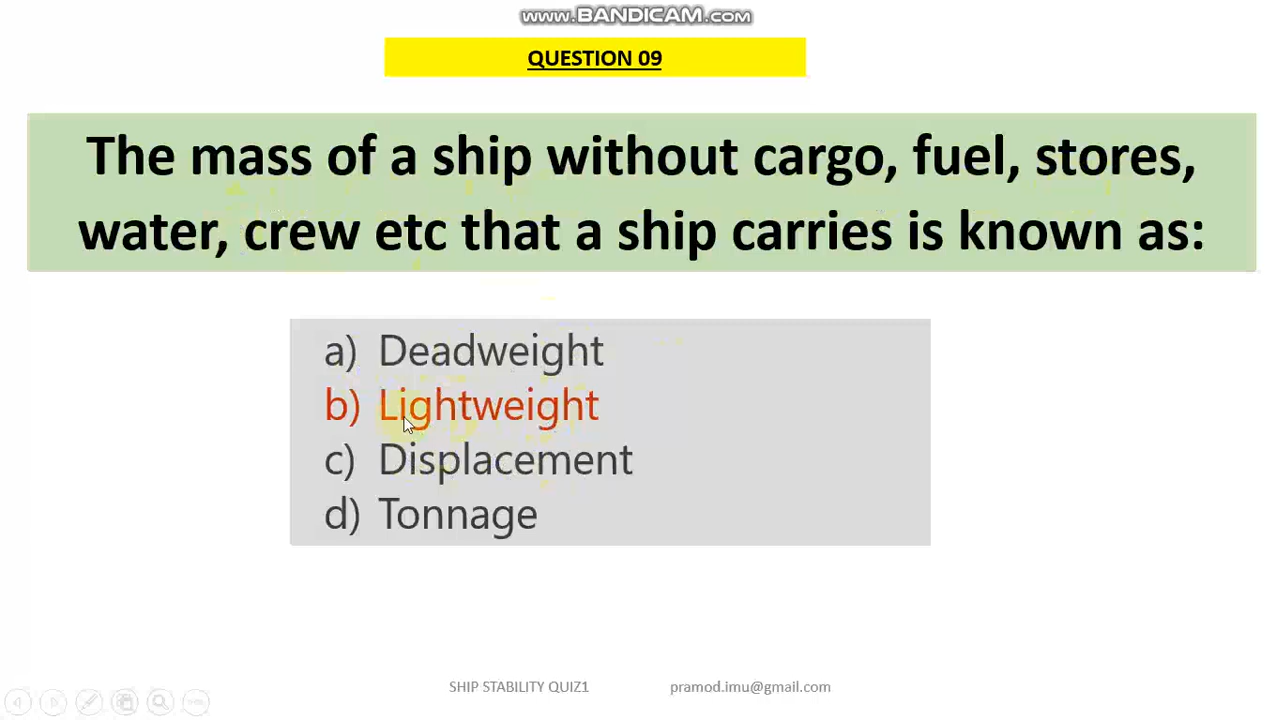 www.BANDICAM.com
QUESTION 09
The mass of a ship without cargo, fuel, stores,
water, crew etc that a ship carries is known as:
a) Deadweight
b) Lightweight
c) Displacement
d) Tonnage
SHIP STABILITY QUIZ1 pramod.imu@gmail.com